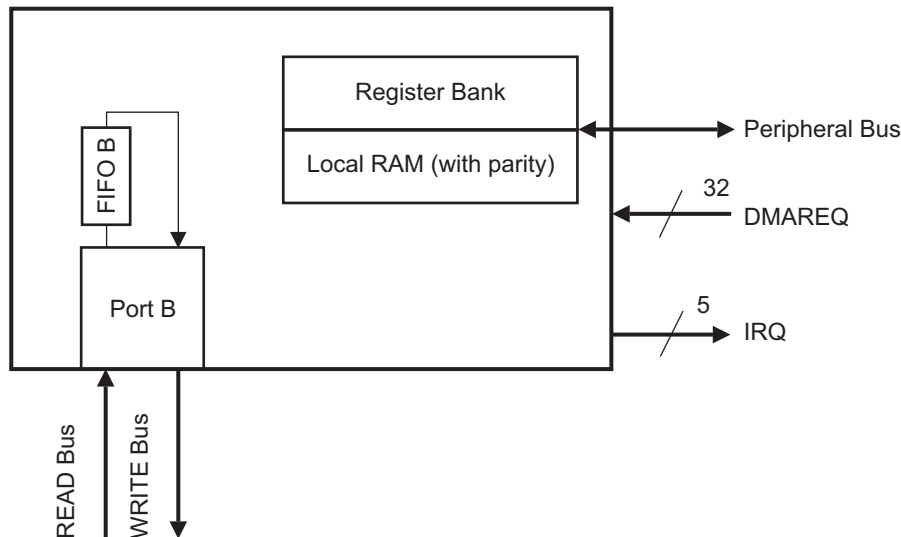 Register Bank
Peripheral Bus
FIFO B
Local RAM (with parity)
32
DMAREQ
Port B
5
IRQ
READ Bus
WRITE Bus